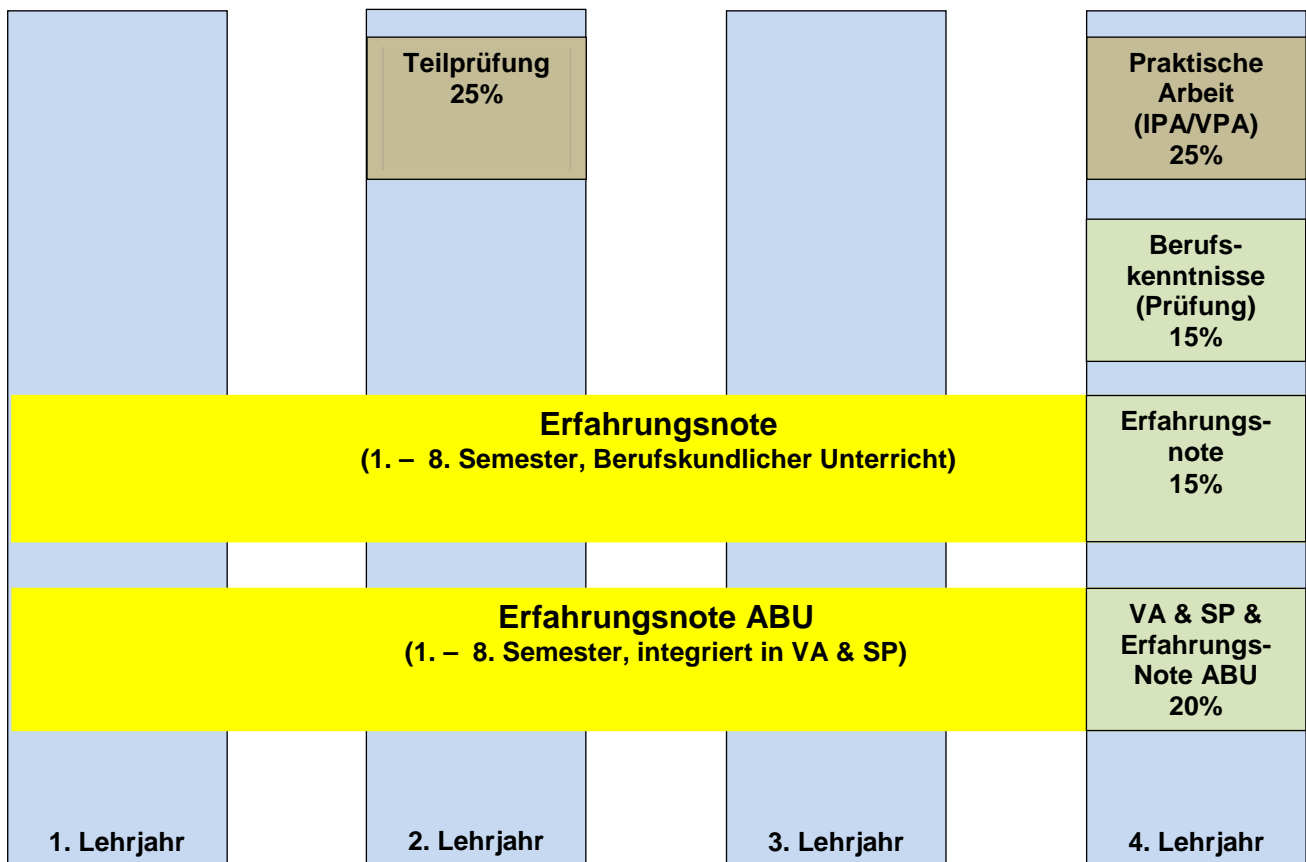 Teilprüfung
25%
Praktische
Arbeit
(IPA/VPA)
25%
Berufs-
kenntnisse
(Prüfung)
15%
Erfahrungsnote
(1. – 8. Semester, Berufskundlicher Unterricht)
Erfahrungs-
note
15%
Erfahrungsnote ABU
(1. – 8. Semester, integriert in VA & SP)
VA & SP &
Erfahrungs-
Note ABU
20%
1. Lehrjahr
2. Lehrjahr
3. Lehrjahr
4. Lehrjahr